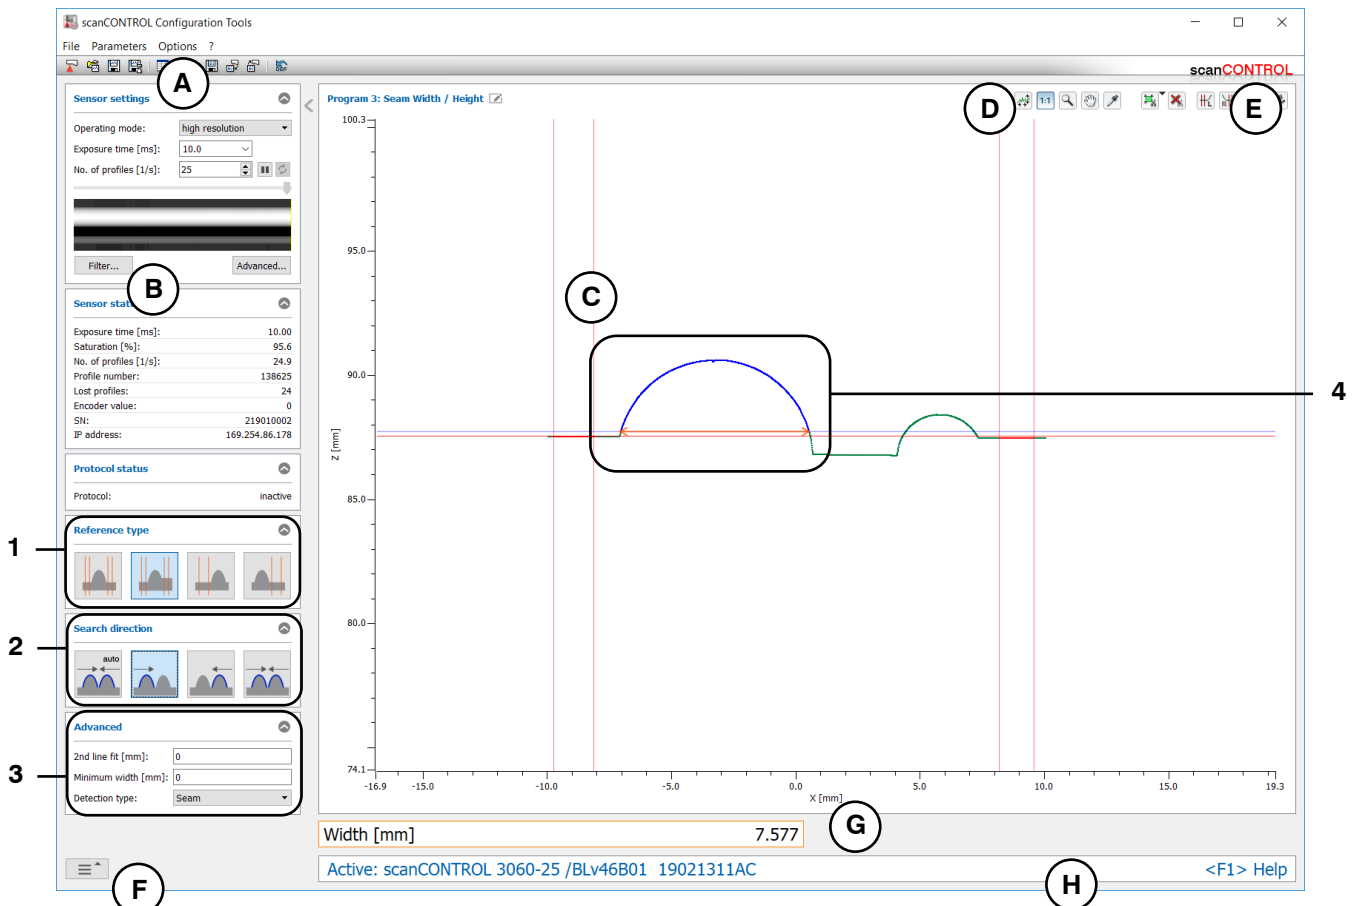 scanCONTROL Configuration Tools
File Parameters Options ?
A
scanCONTROL
Sensor settings
Operating mode: high resolution
Exposure time [ms]: 10.0
No. of profiles [1/s]: 25
Filter... Advanced...
B
Exposure time [ms]: 10.00
Saturation [%]: 95.6
No. of profiles [1/s]: 24.9
Profile number: 138625
Lost profiles: 24
Encoder value: 0
SN: 219010002
IP address: 169.254.86.178
Protocol status
Protocol: inactive
1
Reference type
2
Search direction
auto
3
Advanced
2nd line fit [mm]: 0
Minimum width [mm]: 0
Detection type: Seam
F
Program 3: Seam Width / Height
D
1:1
E
100.3
95.0
90.0
85.0
80.0
74.1
Z [mm]
C
4
-16.9 -15.0 -10.0 -5.0 0.0 5.0 10.0 15.0 19.3
X [mm]
Width [mm] 7.577
G
Active: scanCONTROL 3060-25 /BLv46B01 19021311AC
H
<F1> Help